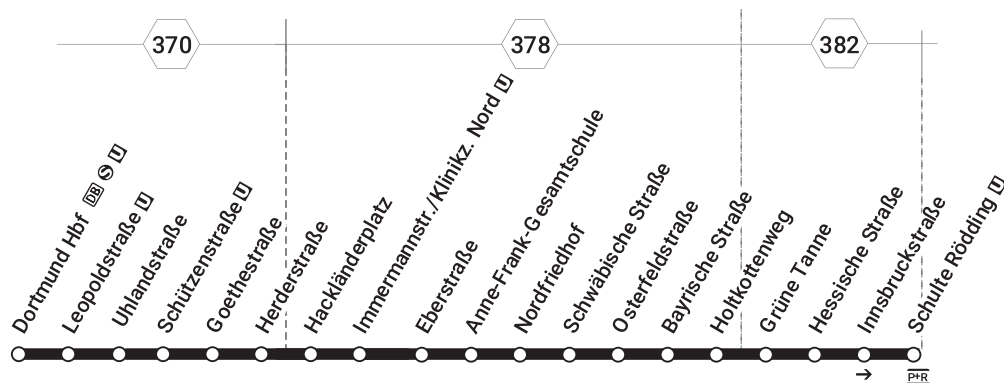 370
378
382
Dortmund Hbf DB S U
Leopoldstraße U
Uhlandstraße
Schützenstraße U
Goethestraße
Herderstraße
Hackländerplatz
Immermannstr./Klinikz. Nord U
Eberstraße
Anne-Frank-Gesamtschule
Nordfriedhof
Schwäbische Straße
Osterfeldstraße
Bayrische Straße
Holtkottenweg
Grüne Tanne
Hessische Straße
Innsbruckstraße
Schulte Rödding U
→
P+R